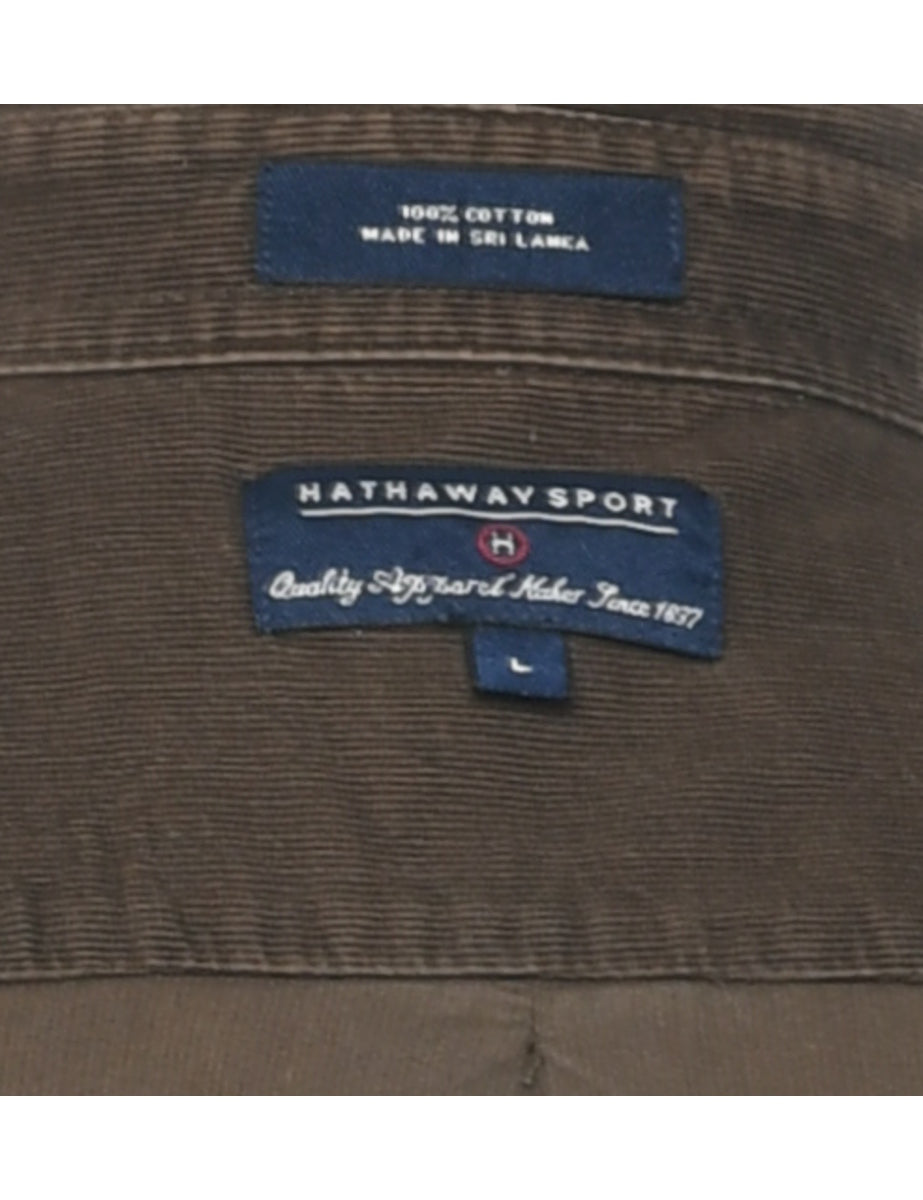 100% COTTON
MADE IN SRI LANKA
HATHAWAY SPORT
H
Quality Apparel Maker Since 1837
L